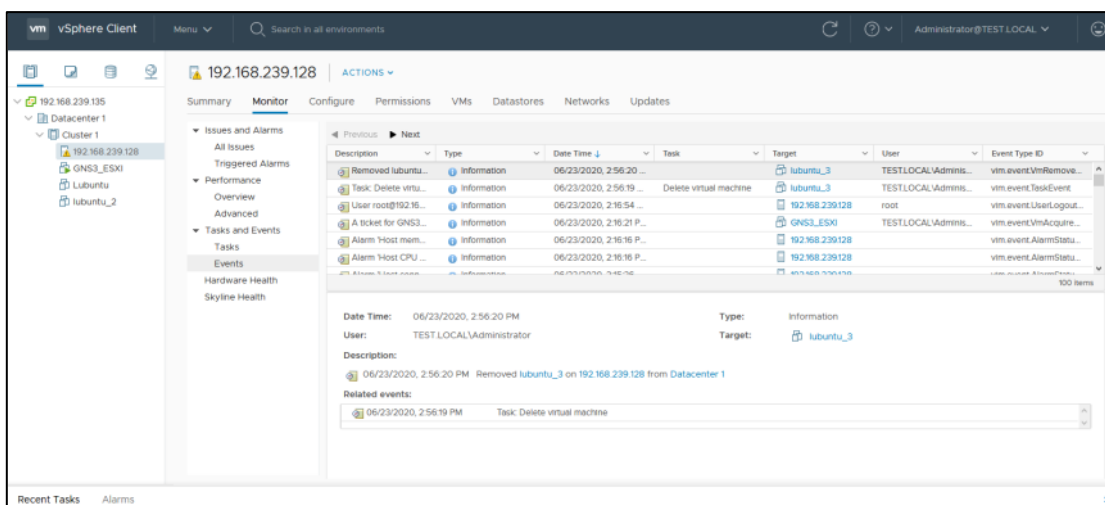 vm vSphere Client Menu Search in all environments Administrator@TEST.LOCAL
192.168.239.128 ACTIONS
192.168.239.135
Datacenter 1
Cluster 1
192.168.239.128
GNS3_ESXI
Lubuntu
lubuntu_2
Summary Monitor Configure Permissions VMs Datastores Networks Updates
Issues and Alarms
All Issues
Triggered Alarms
Performance
Overview
Advanced
Tasks and Events
Tasks
Events
Hardware Health
Skyline Health
Previous Next
Description Type Date Time Task Target User Event Type ID
Removed lubuntu... Information 06/23/2020, 2:56:20 ... lubuntu_3 TEST.LOCAL\Adminis... vim.event.VmRemove...
Task: Delete virtu... Information 06/23/2020, 2:56:19 ... Delete virtual machine lubuntu_3 TEST.LOCAL\Adminis... vim.event.TaskEvent
User root@192.16... Information 06/23/2020, 2:16:54 ... 192.168.239.128 root vim.event.UserLogout...
A ticket for GNS3... Information 06/23/2020, 2:16:21 P... GNS3_ESXI TEST.LOCAL\Adminis... vim.event.VmAcquire...
Alarm 'Host mem... Information 06/23/2020, 2:16:16 P... 192.168.239.128 vim.event.AlarmStatu...
Alarm 'Host CPU ... Information 06/23/2020, 2:16:16 P... 192.168.239.128 vim.event.AlarmStatu...
100 items
Date Time: 06/23/2020, 2:56:20 PM Type: Information
User: TEST.LOCAL\Administrator Target: lubuntu_3
Description:
06/23/2020, 2:56:20 PM Removed lubuntu_3 on 192.168.239.128 from Datacenter 1
Related events:
06/23/2020, 2:56:19 PM Task: Delete virtual machine
Recent Tasks Alarms